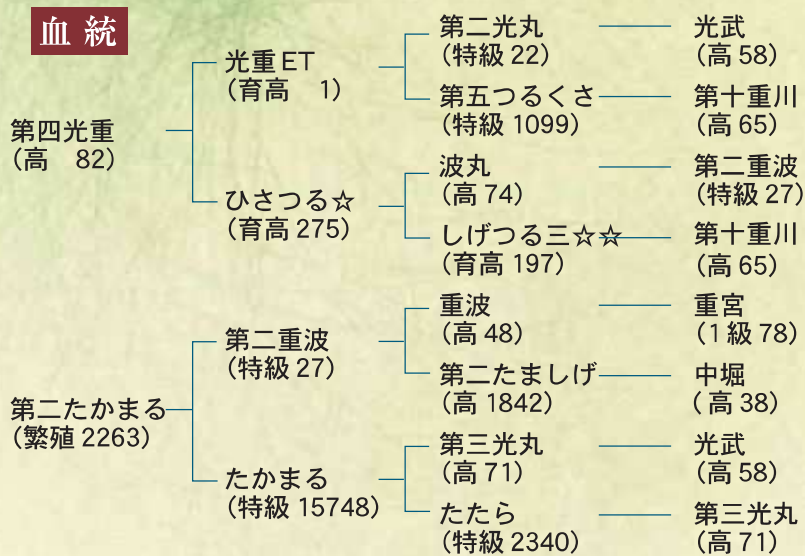 血統
第四光重
(高 82)
光重ET
(育高 1)
ひさつる☆
(育高 275)
第二光丸
(特級 22)
光武
(高 58)
第五つるくさ
(特級 1099)
第十重川
(高 65)
波丸
(高 74)
第二重波
(特級 27)
しげつる三☆☆
(育高 197)
第十重川
(高 65)
第二たかまる
(繁殖 2263)
第二重波
(特級 27)
たかまる
(特級 15748)
重波
(高 48)
重宮
(1級 78)
第二たましげ
(高 1842)
中堀
(高 38)
第三光丸
(高 71)
光武
(高 58)
たたら
(特級 2340)
第三光丸
(高 71)